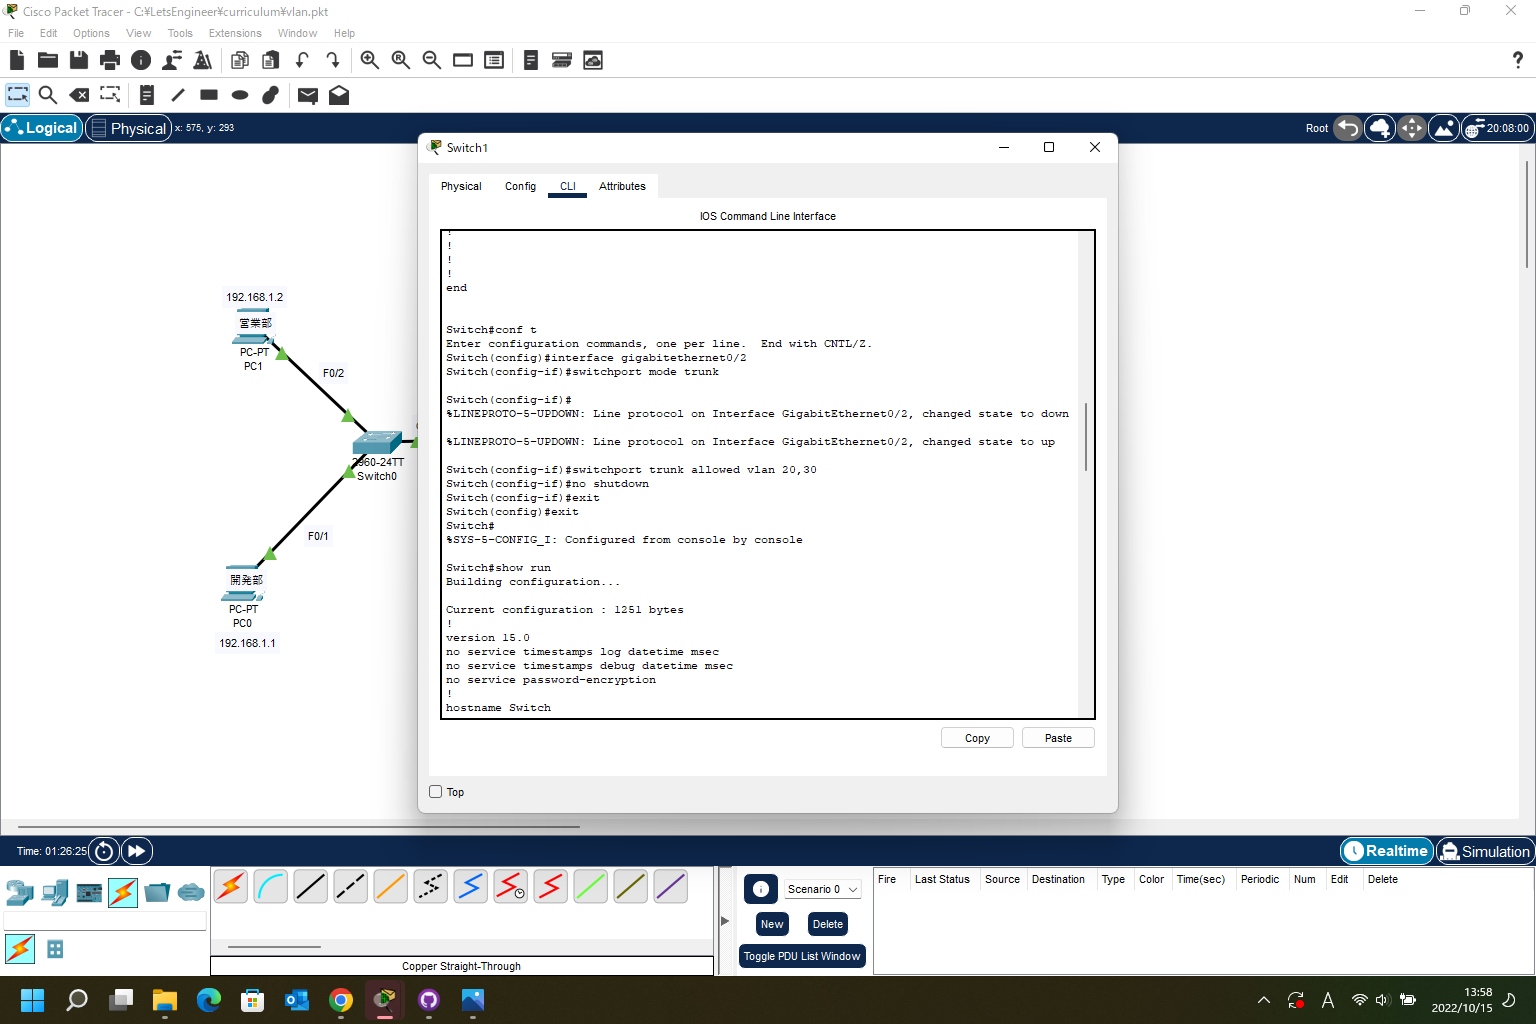 Cisco Packet Tracer - C:¥LetsEngineer¥curriculum¥vlan.pkt
File Edit Options View Tools Extensions Window Help
?
Logical Physical x: 575, y: 293 Root 20:08:00
192.168.1.2
営業部
PC-PT
PC1
F0/2
2960-24TT
Switch0
F0/1
開発部
PC-PT
PC0
192.168.1.1
Switch1
Physical Config CLI Attributes
IOS Command Line Interface
!
!
!
!
end
Switch#conf t
Enter configuration commands, one per line. End with CNTL/Z.
Switch(config)#interface gigabitethernet0/2
Switch(config-if)#switchport mode trunk
Switch(config-if)#
%LINEPROTO-5-UPDOWN: Line protocol on Interface GigabitEthernet0/2, changed state to down
%LINEPROTO-5-UPDOWN: Line protocol on Interface GigabitEthernet0/2, changed state to up
Switch(config-if)#switchport trunk allowed vlan 20,30
Switch(config-if)#no shutdown
Switch(config-if)#exit
Switch(config)#exit
Switch#
%SYS-5-CONFIG_I: Configured from console by console
Switch#show run
Building configuration...
Current configuration : 1251 bytes
!
version 15.0
no service timestamps log datetime msec
no service timestamps debug datetime msec
no service password-encryption
!
hostname Switch
Copy Paste
Top
Time: 01:26:25 Realtime Simulation
Scenario 0
New Delete
Toggle PDU List Window
Fire Last Status Source Destination Type Color Time(sec) Periodic Num Edit Delete
Copper Straight-Through
A
13:58
2022/10/15